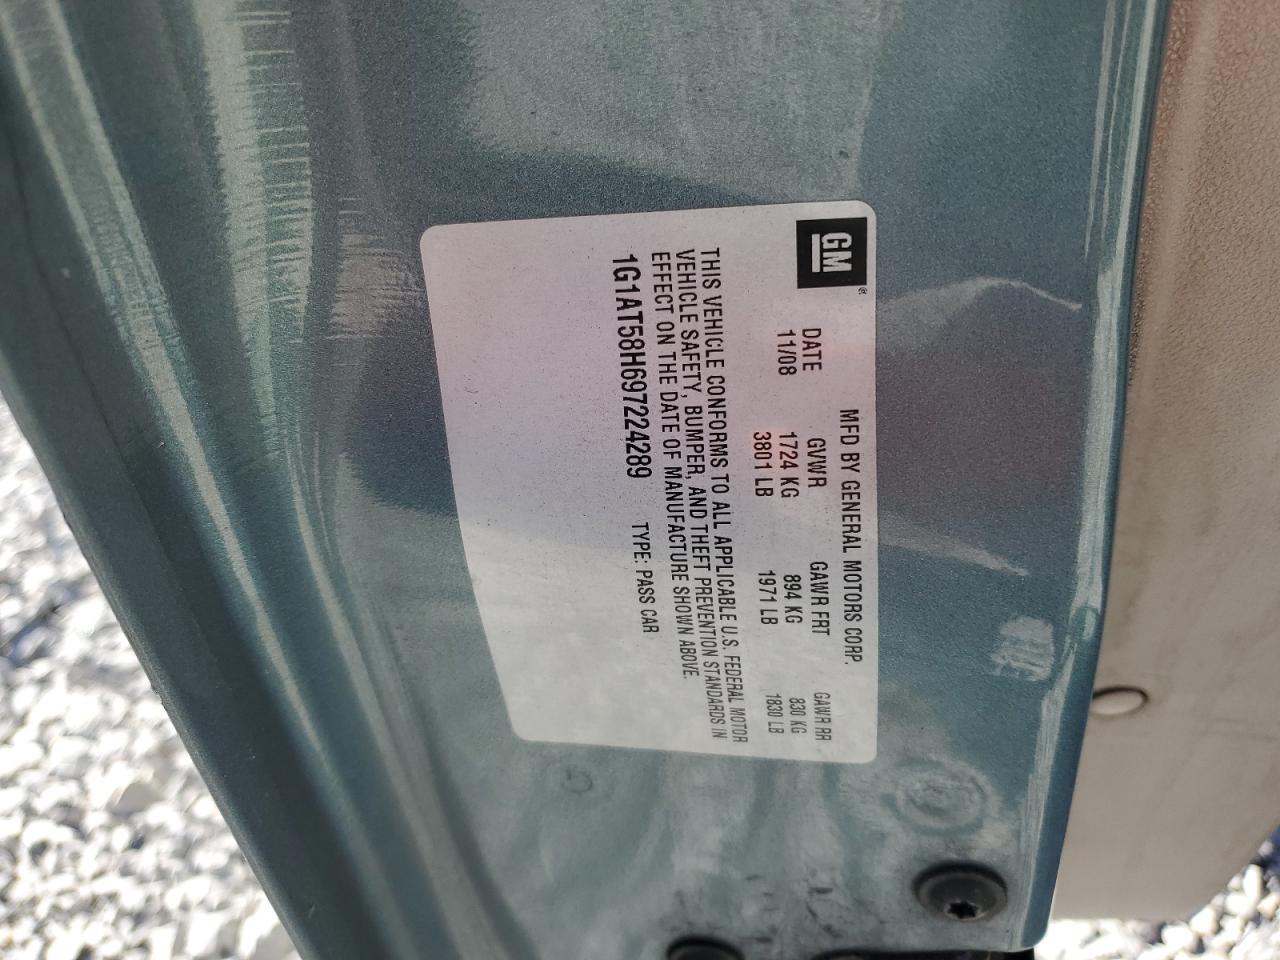 GM ®
MFD BY GENERAL MOTORS CORP.
DATE GVWR GAWR FRT GAWR RR
11/08 1724 KG 894 KG 830 KG
3801 LB 1971 LB 1830 LB
THIS VEHICLE CONFORMS TO ALL APPLICABLE U.S. FEDERAL MOTOR
VEHICLE SAFETY, BUMPER, AND THEFT PREVENTION STANDARDS IN
EFFECT ON THE DATE OF MANUFACTURE SHOWN ABOVE.
1G1AT58H697224289 TYPE: PASS CAR